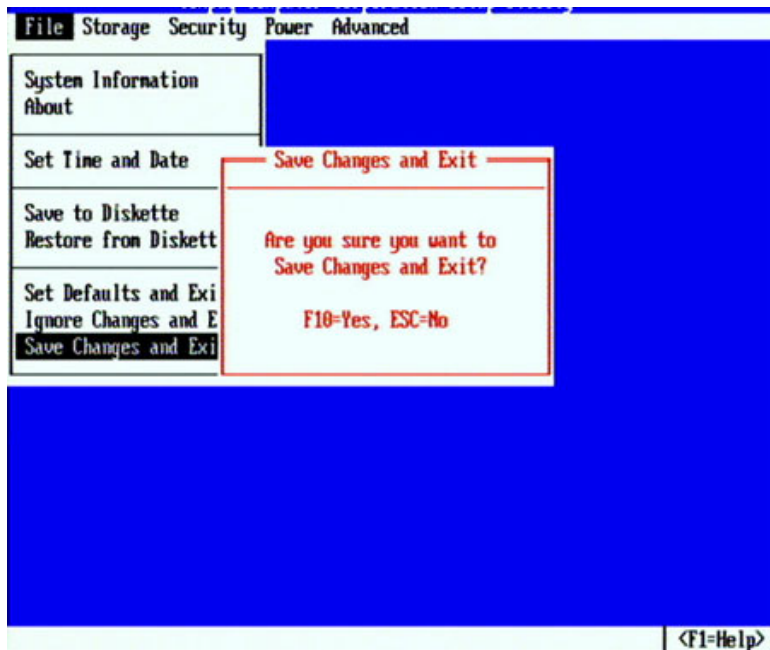 File Storage Security Power Advanced
System Information
About
Set Time and Date
Save to Diskette
Restore from Diskett
Set Defaults and Exi
Ignore Changes and E
Save Changes and Exi
Save Changes and Exit
Are you sure you want to
Save Changes and Exit?
F10=Yes, ESC=No
<F1=Help>